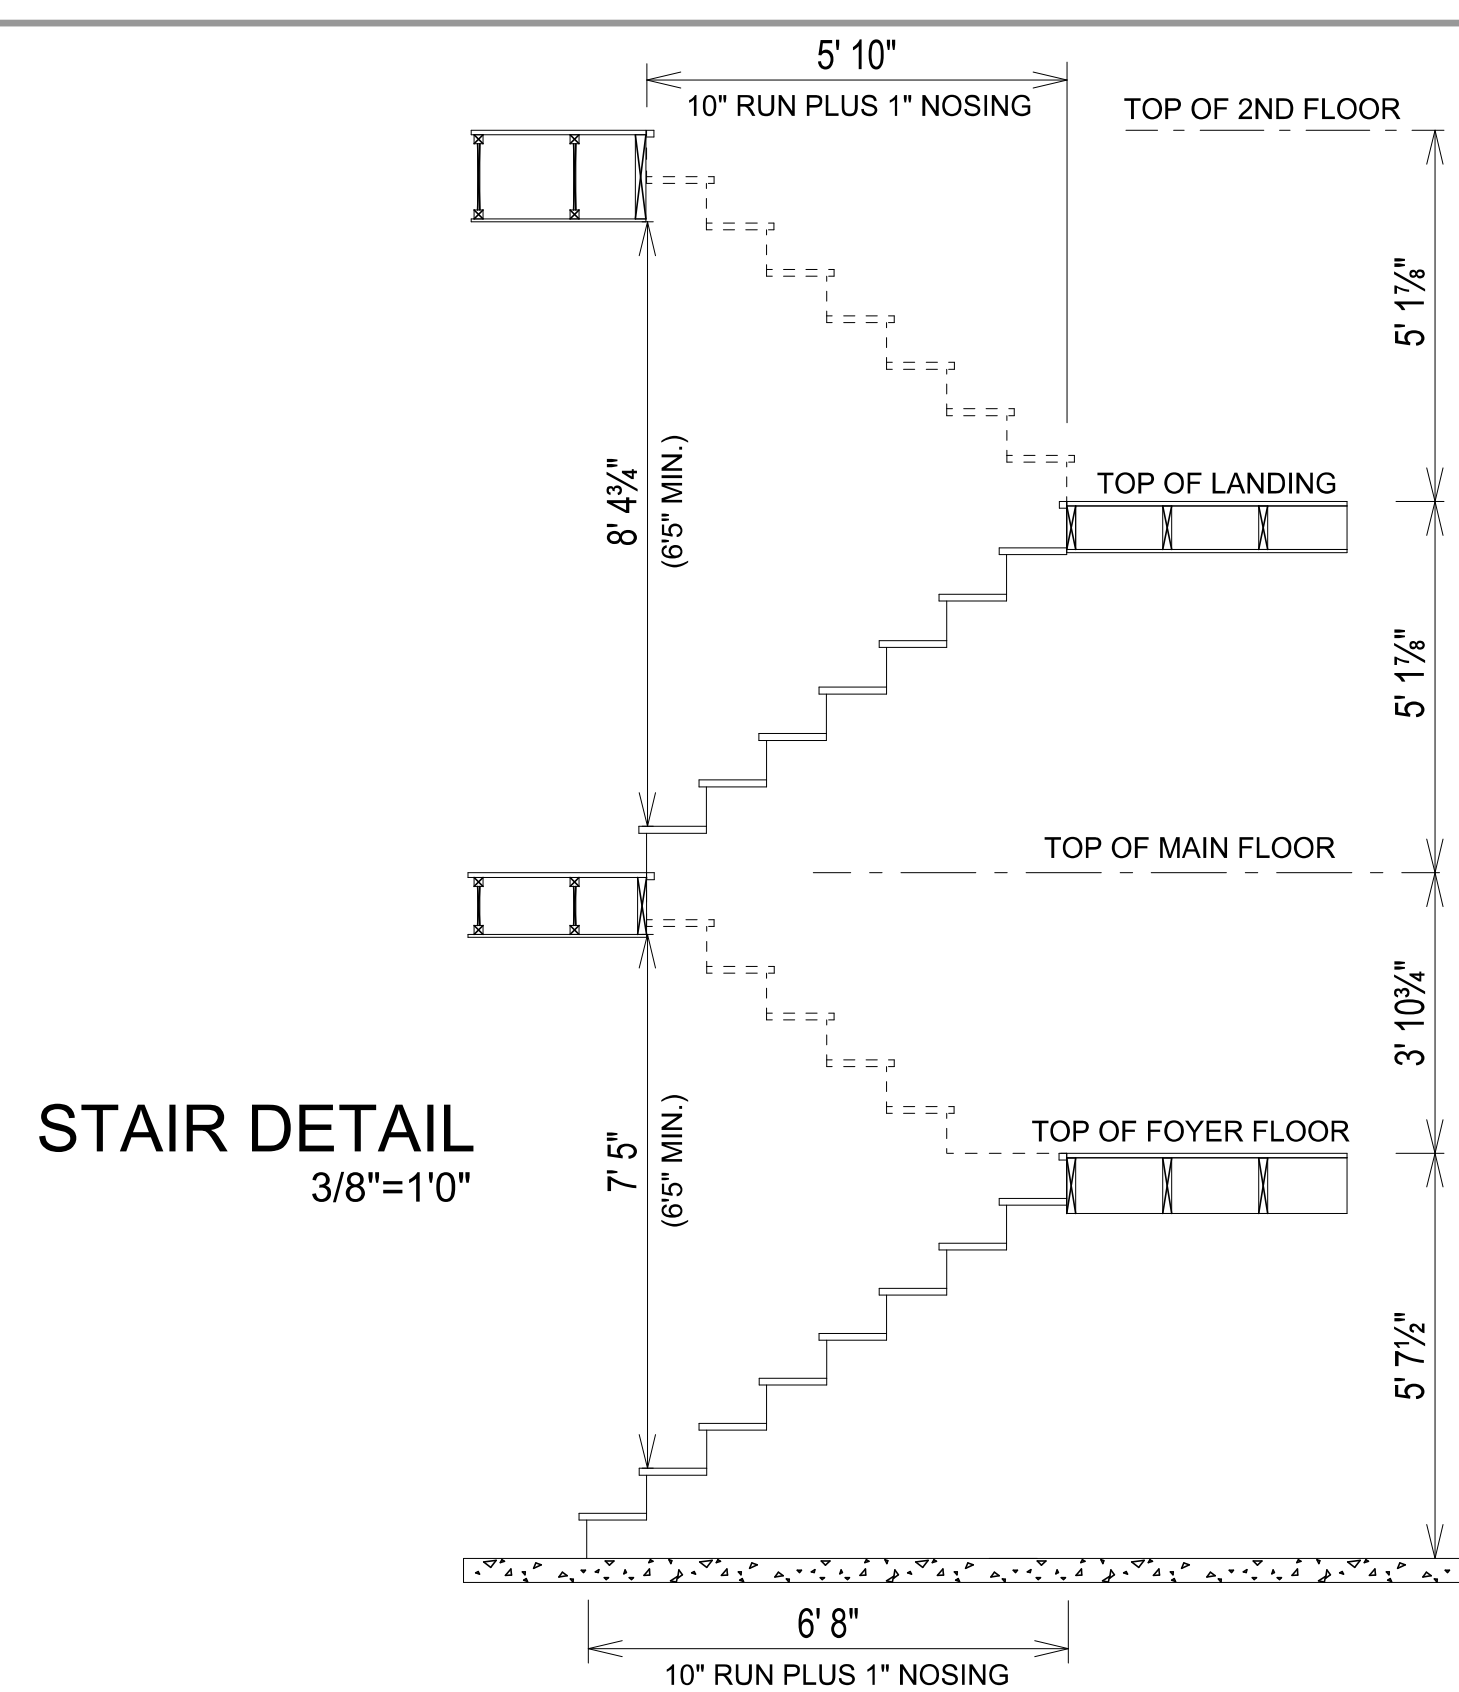 5' 10"
10" RUN PLUS 1" NOSING
TOP OF 2ND FLOOR
5' 1⅞"
8' 4¾"
(6'5" MIN.)
TOP OF LANDING
5' 1⅞"
TOP OF MAIN FLOOR
3' 10¾"
STAIR DETAIL
3/8"=1'0"
7' 5"
(6'5" MIN.)
TOP OF FOYER FLOOR
5' 7½"
6' 8"
10" RUN PLUS 1" NOSING